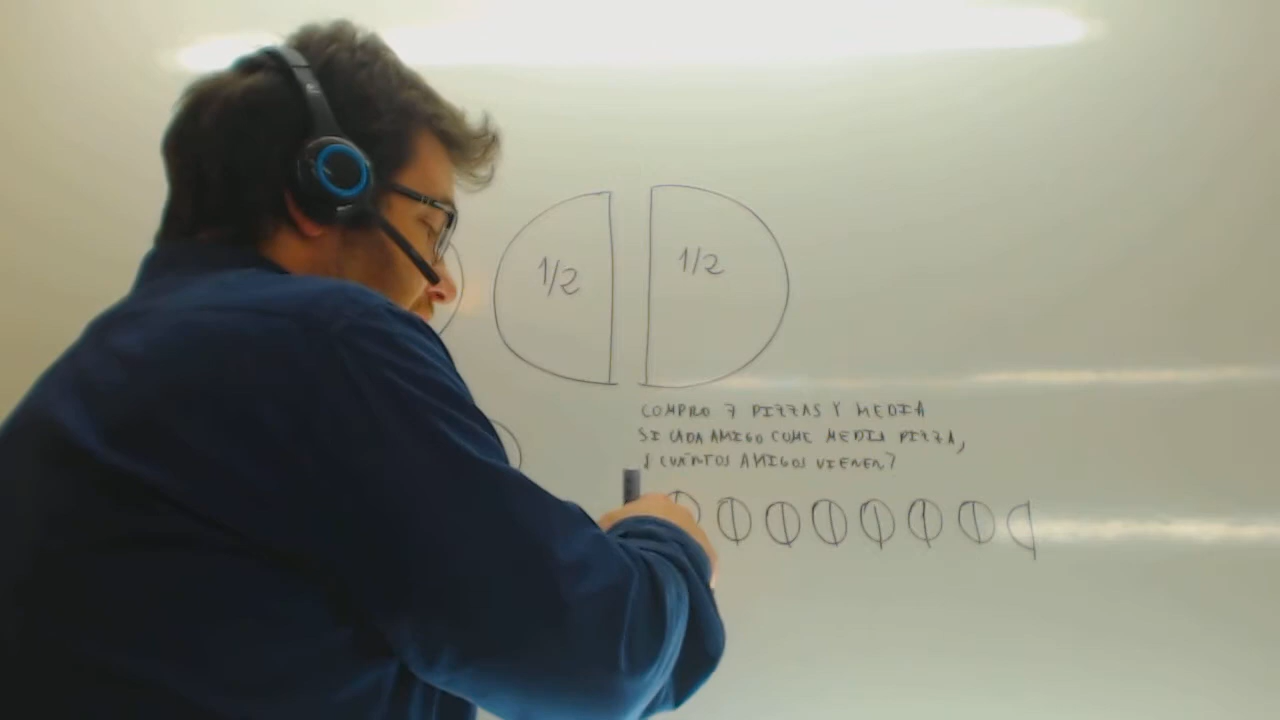 1/2 1/2
COMPRO 7 PIZZAS Y MEDIA
SI CADA AMIGO COME MEDIA PIZZA,
¿CUÁNTOS AMIGOS VIENEN?